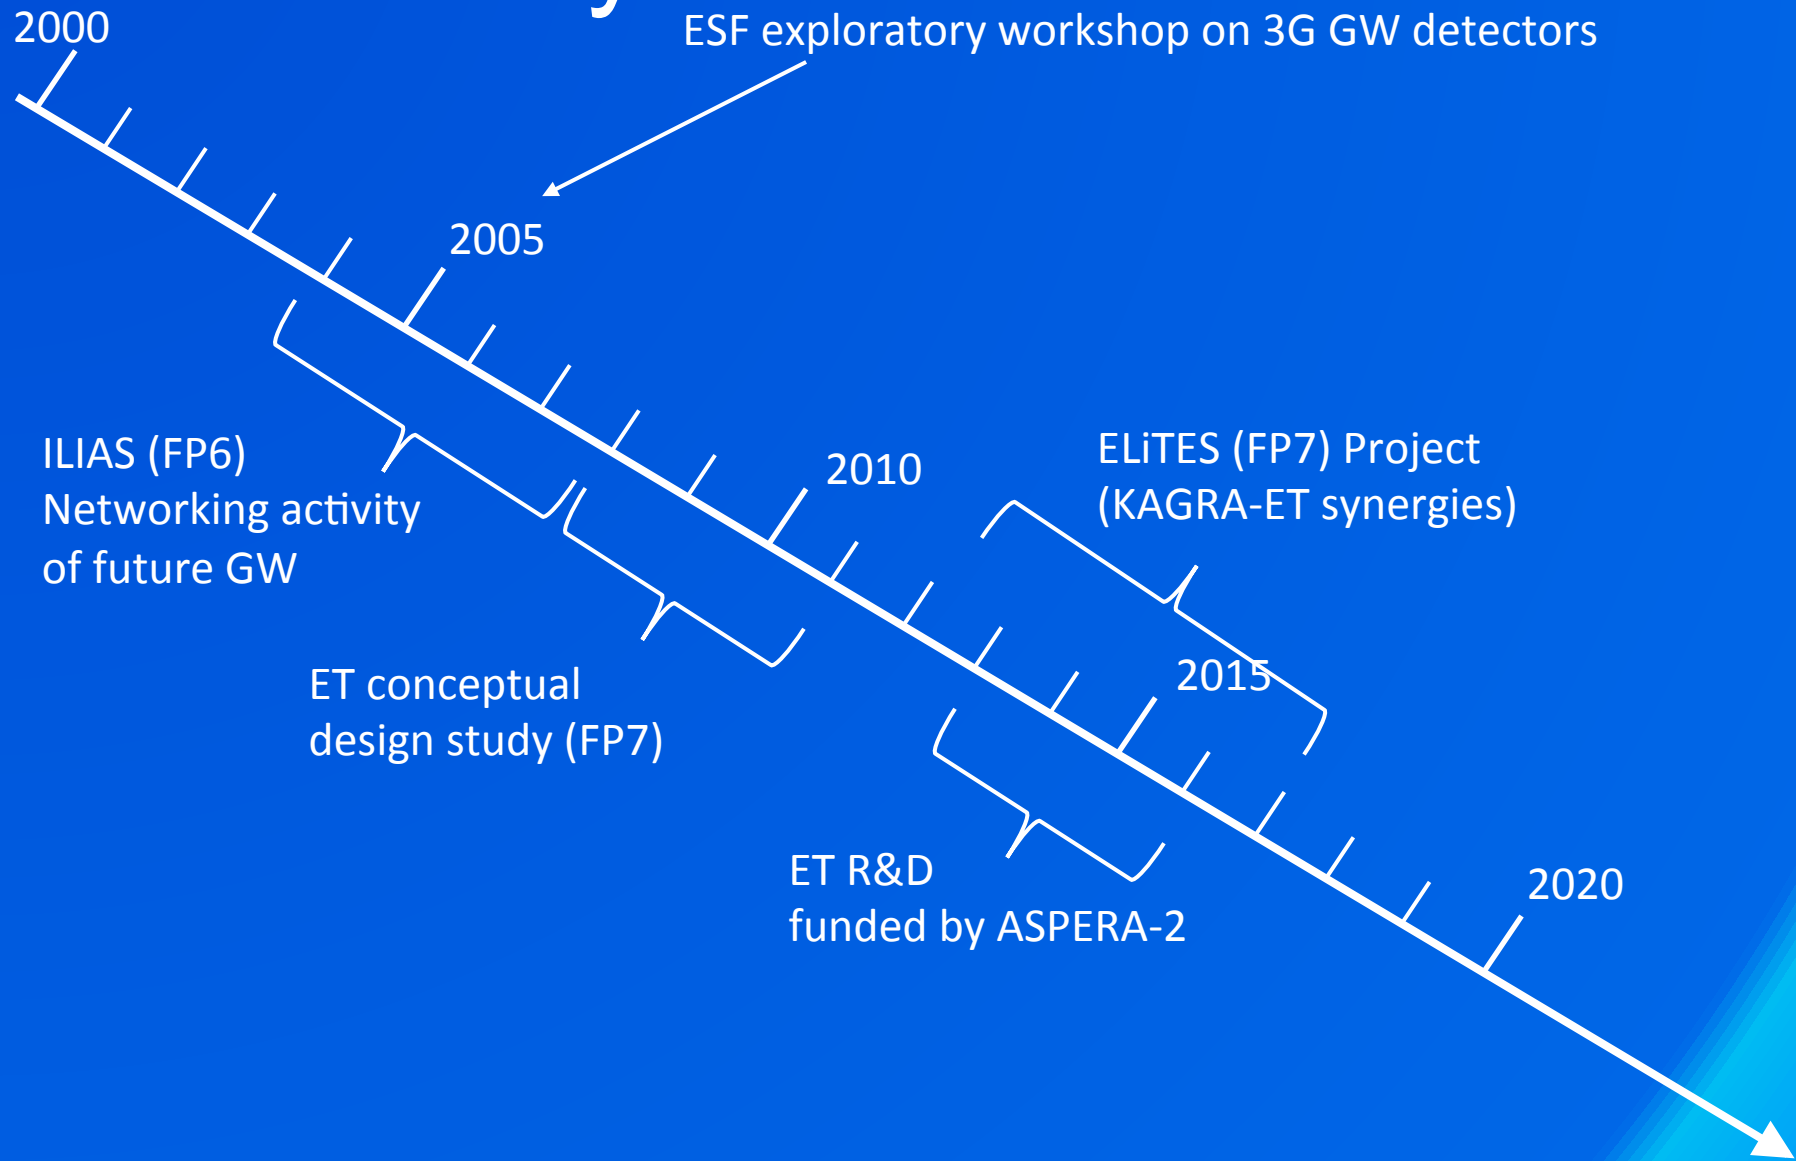 2000
ESF exploratory workshop on 3G GW detectors
2005
ILIAS (FP6)
Networking activity
of future GW
2010
ELiTES (FP7) Project
(KAGRA-ET synergies)
ET conceptual
design study (FP7)
2015
ET R&D
funded by ASPERA-2
2020